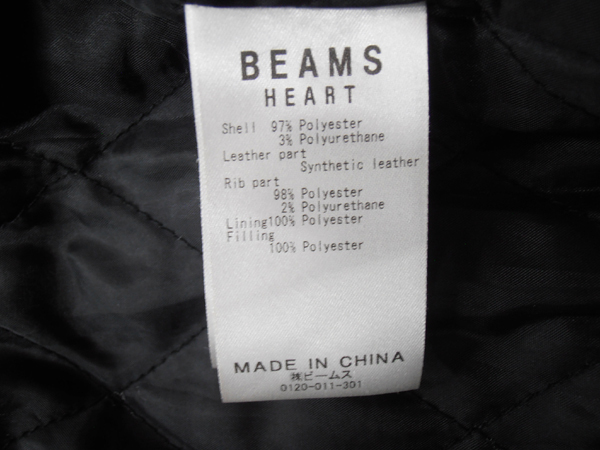 BEAMS
HEART
Shell 97% Polyester
3% Polyurethane
Leather part
Synthetic leather
Rib part
98% Polyester
2% Polyurethane
Lining100% Polyester
Filling
100% Polyester
MADE IN CHINA
㈱ビームス
0120-011-301